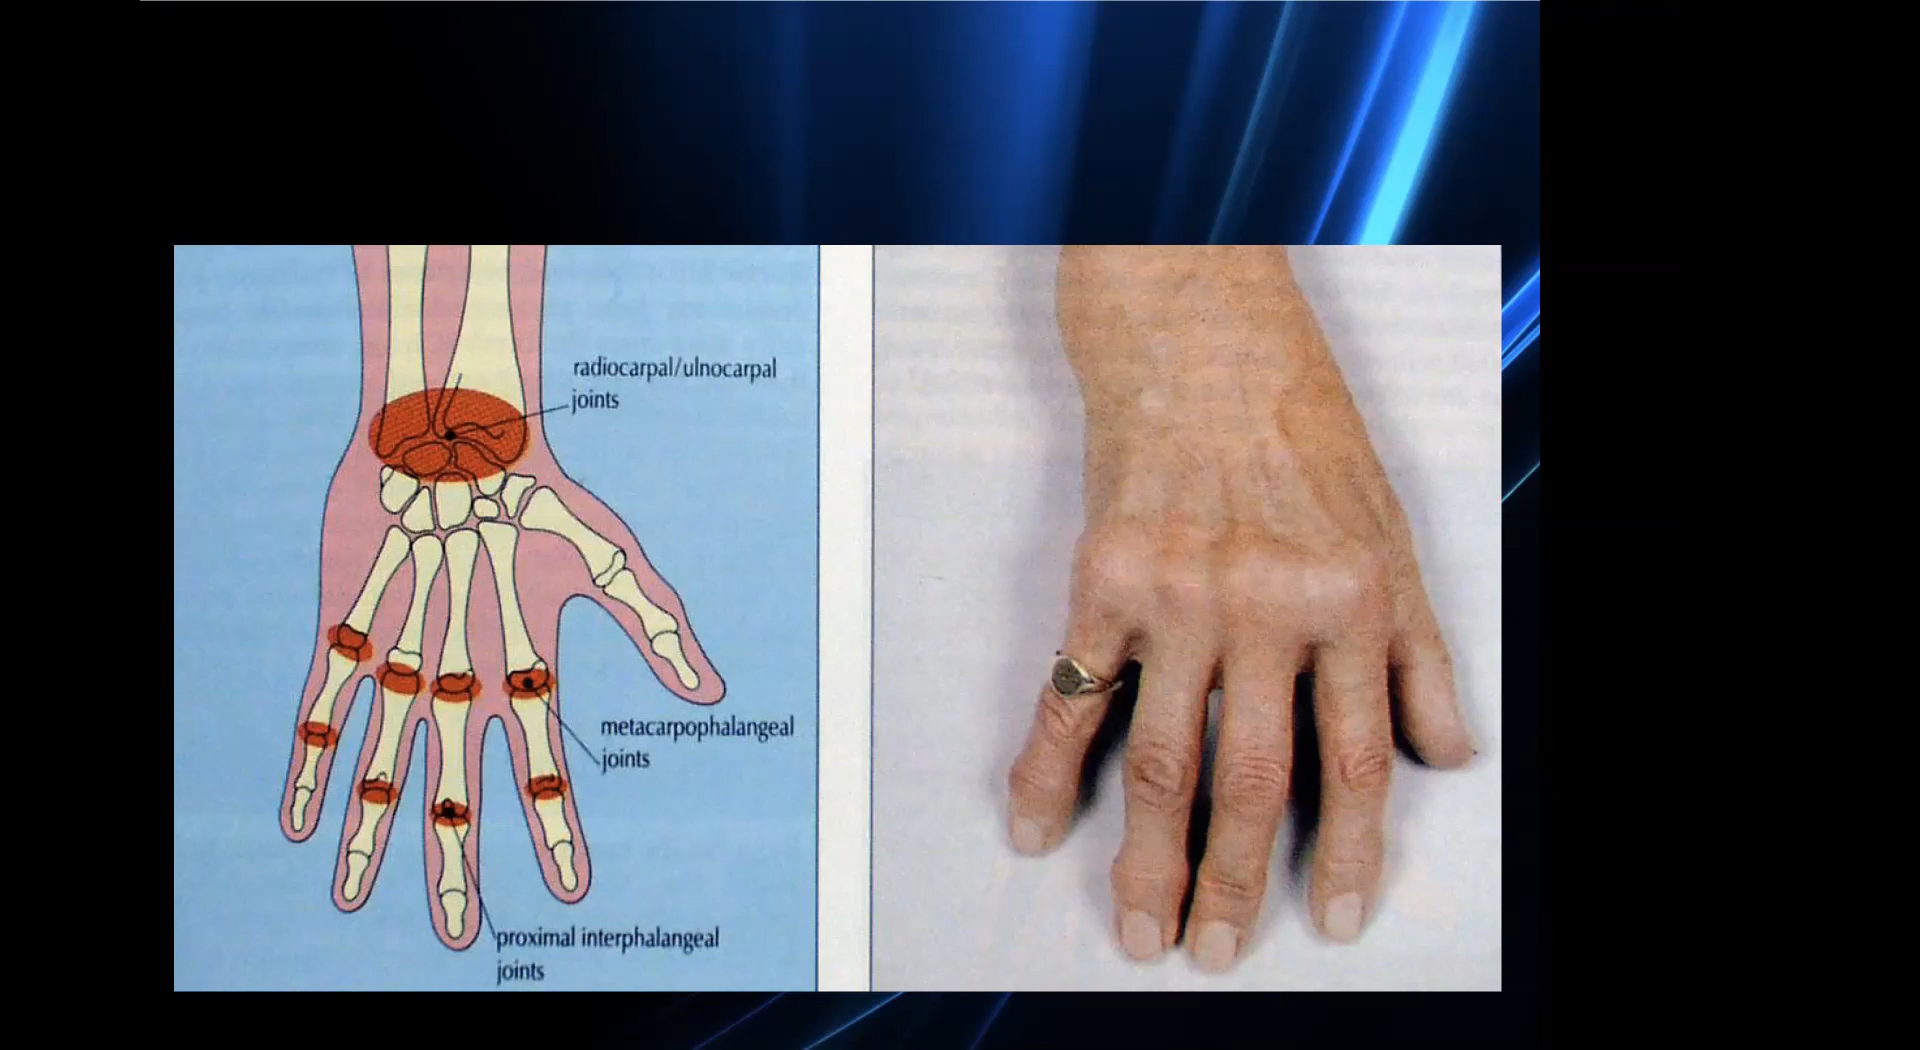 radiocarpal/ulnocarpal
joints
metacarpophalangeal
joints
proximal interphalangeal
joints